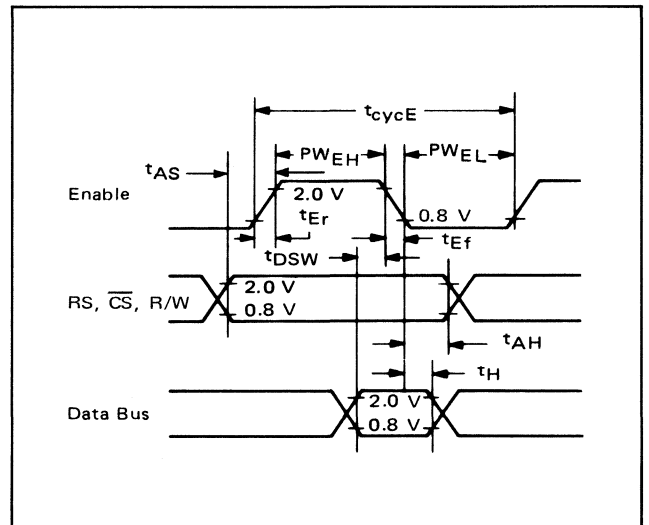 tcycE
tAS PWEH PWEL
Enable 2.0 V 0.8 V
tEr tEf
tDSW
RS, C̅S̅, R/W 2.0 V
0.8 V
tAH
tH
Data Bus 2.0 V
0.8 V